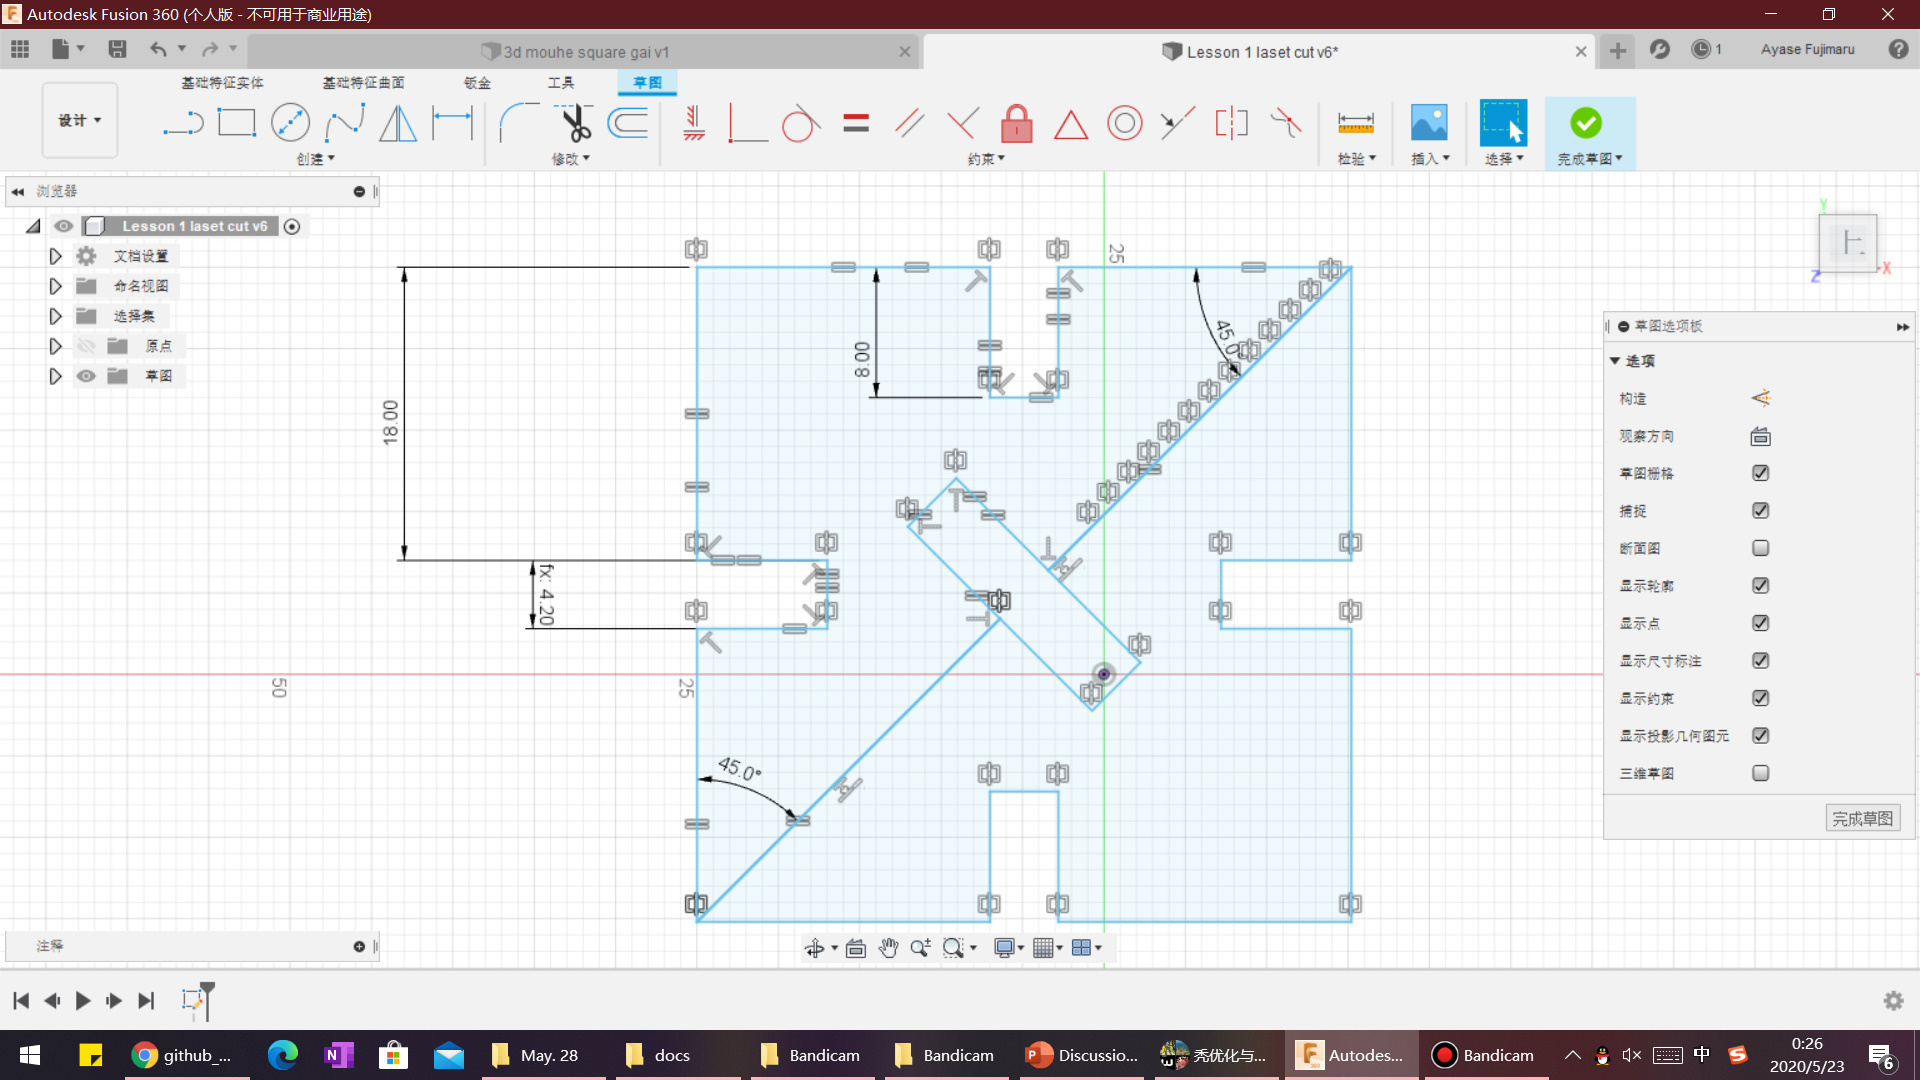 Autodesk Fusion 360 (个人版 - 不可用于商业用途)
3d mouhe square gai v1
Lesson 1 laset cut v6*
1
Ayase Fujimaru
基础特征实体
基础特征曲面
钣金
工具
草图
设计
创建
修改
约束
检验
插入
选择
完成草图
浏览器
Lesson 1 laset cut v6
文档设置
命名视图
选择集
原点
草图
25
18.00
8.00
45.0°
fx: 4.20
50
25
45.0°
Y
上
Z
X
草图选项板
选项
构造
观察方向
草图栅格
捕捉
断面图
显示轮廓
显示点
显示尺寸标注
显示约束
显示投影几何图元
三维草图
完成草图
注释
github_...
May. 28
docs
Bandicam
Bandicam
Discussio...
秃优化与...
Autodes...
Bandicam
中
0:26
2020/5/23
6